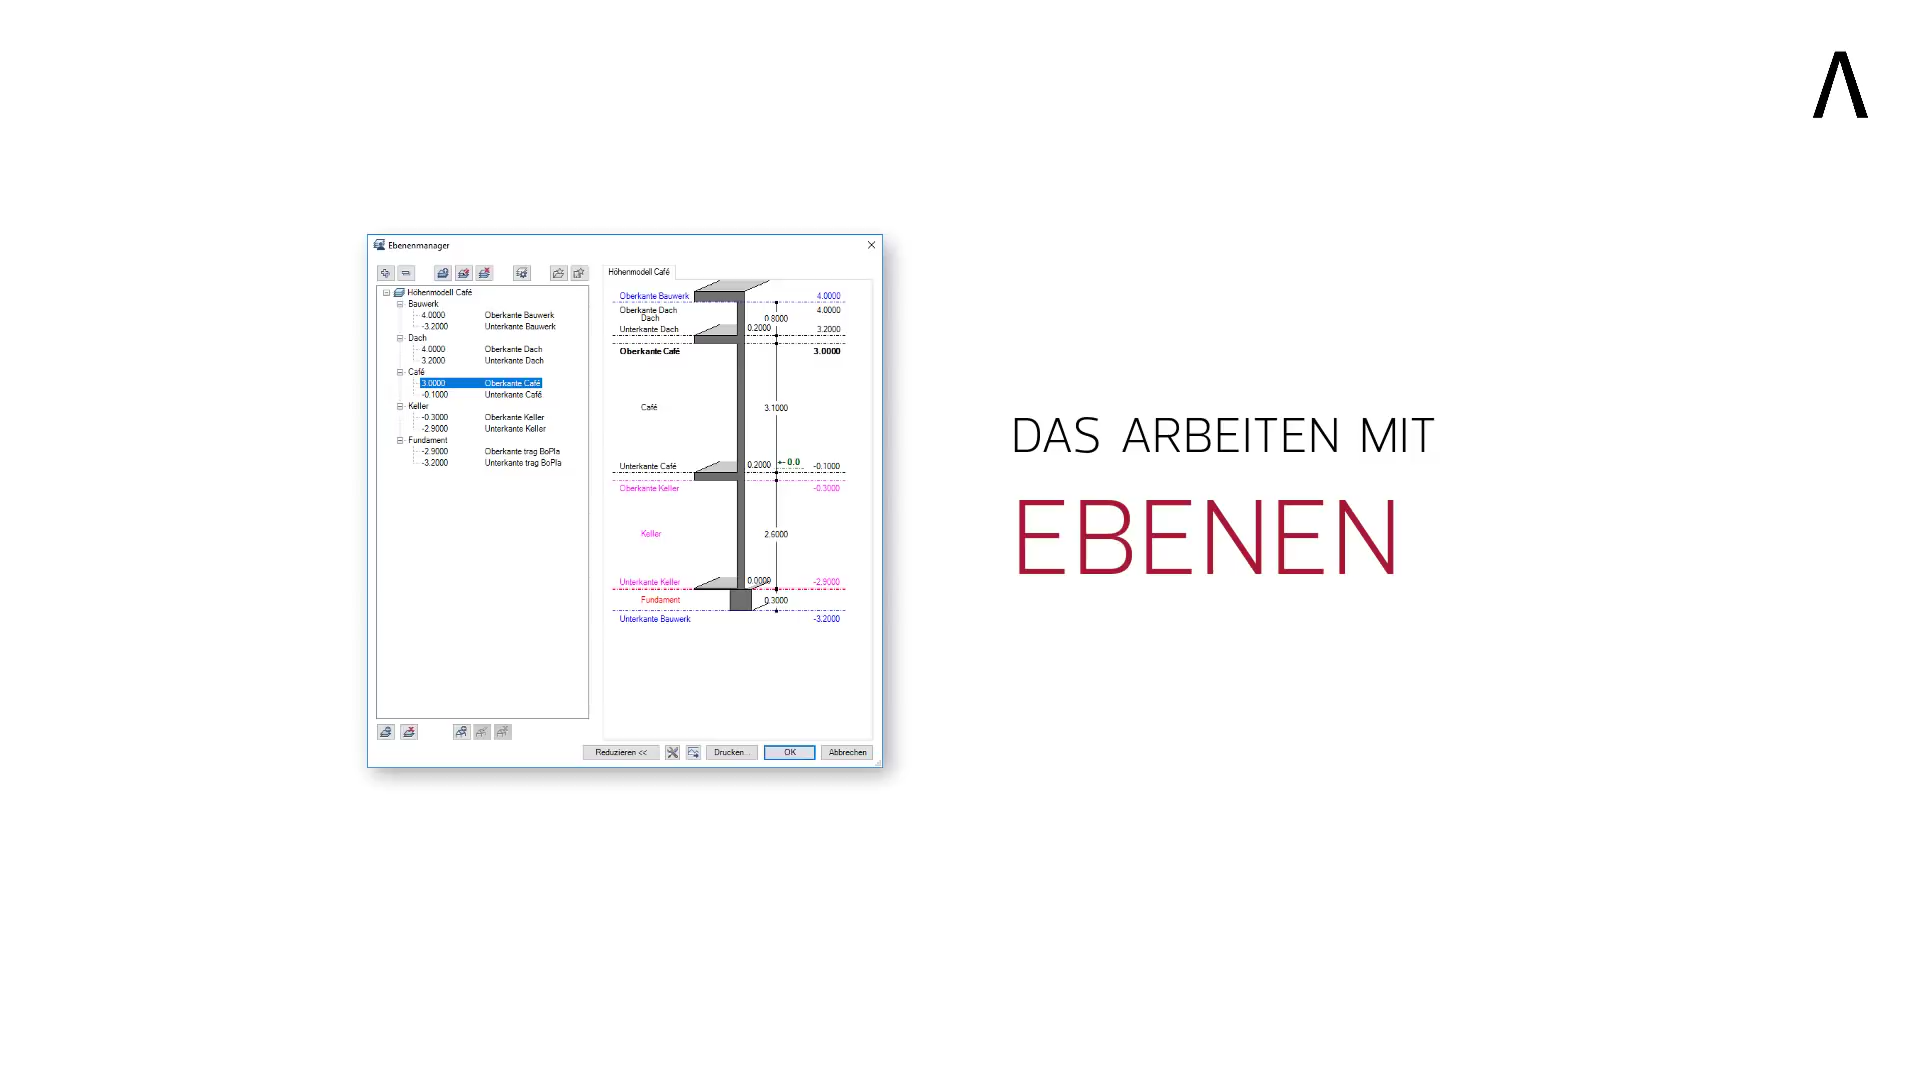 Ebenenmanager
Höhenmodell Café
Bauwerk
4.0000 Oberkante Bauwerk
-3.2000 Unterkante Bauwerk
Dach
4.0000 Oberkante Dach
3.2000 Unterkante Dach
Café
3.0000 Oberkante Café
-0.1000 Unterkante Café
Keller
-0.3000 Oberkante Keller
-2.9000 Unterkante Keller
Fundament
-2.9000 Oberkante trag BoPla
-3.2000 Unterkante trag BoPla
Höhenmodell Café
Oberkante Bauwerk 4.0000
Oberkante Dach 4.0000
Dach 0.8000
Unterkante Dach 0.2000 3.2000
Oberkante Café 3.0000
Café 3.1000
Unterkante Café 0.2000 ←0.0 -0.1000
Oberkante Keller -0.3000
Keller 2.6000
Unterkante Keller 0.0000 -2.9000
Fundament 0.3000
Unterkante Bauwerk -3.2000
Reduzieren << Drucken... OK Abbrechen
DAS ARBEITEN MIT
EBENEN